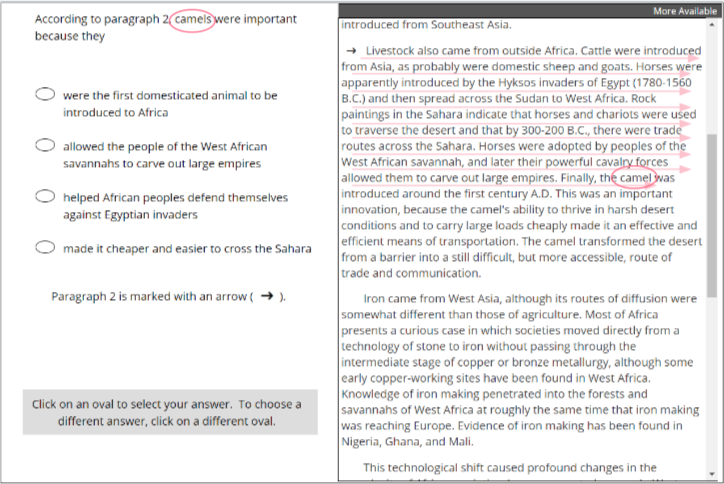 According to paragraph 2, camels were important
because they
were the first domesticated animal to be
introduced to Africa
allowed the people of the West African
savannahs to carve out large empires
helped African peoples defend themselves
against Egyptian invaders
made it cheaper and easier to cross the Sahara
Paragraph 2 is marked with an arrow ( → ).
Click on an oval to select your answer. To choose a
different answer, click on a different oval.
More Available
introduced from Southeast Asia.
→ Livestock also came from outside Africa. Cattle were introduced
from Asia, as probably were domestic sheep and goats. Horses were
apparently introduced by the Hyksos invaders of Egypt (1780-1560
B.C.) and then spread across the Sudan to West Africa. Rock
paintings in the Sahara indicate that horses and chariots were used
to traverse the desert and that by 300-200 B.C., there were trade
routes across the Sahara. Horses were adopted by peoples of the
West African savannah, and later their powerful cavalry forces
allowed them to carve out large empires. Finally, the camel was
introduced around the first century A.D. This was an important
innovation, because the camel's ability to thrive in harsh desert
conditions and to carry large loads cheaply made it an effective and
efficient means of transportation. The camel transformed the desert
from a barrier into a still difficult, but more accessible, route of
trade and communication.
Iron came from West Asia, although its routes of diffusion were
somewhat different than those of agriculture. Most of Africa
presents a curious case in which societies moved directly from a
technology of stone to iron without passing through the
intermediate stage of copper or bronze metallurgy, although some
early copper-working sites have been found in West Africa.
Knowledge of iron making penetrated into the forests and
savannahs of West Africa at roughly the same time that iron making
was reaching Europe. Evidence of iron making has been found in
Nigeria, Ghana, and Mali.
This technological shift caused profound changes in the